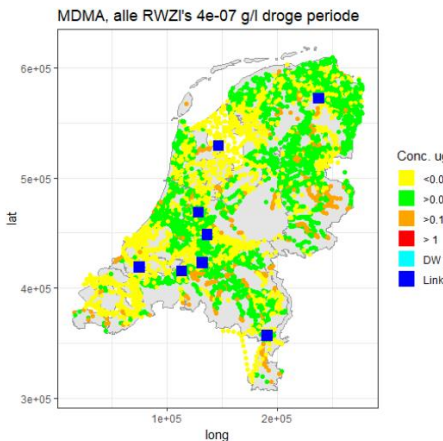 MDMA, alle RWZI's 4e-07 g/l droge periode
6e+05
5e+05
4e+05
3e+05
lat
1e+05
2e+05
long
Conc. ug
<0.0
>0.0
>0.1
> 1
DW
Link